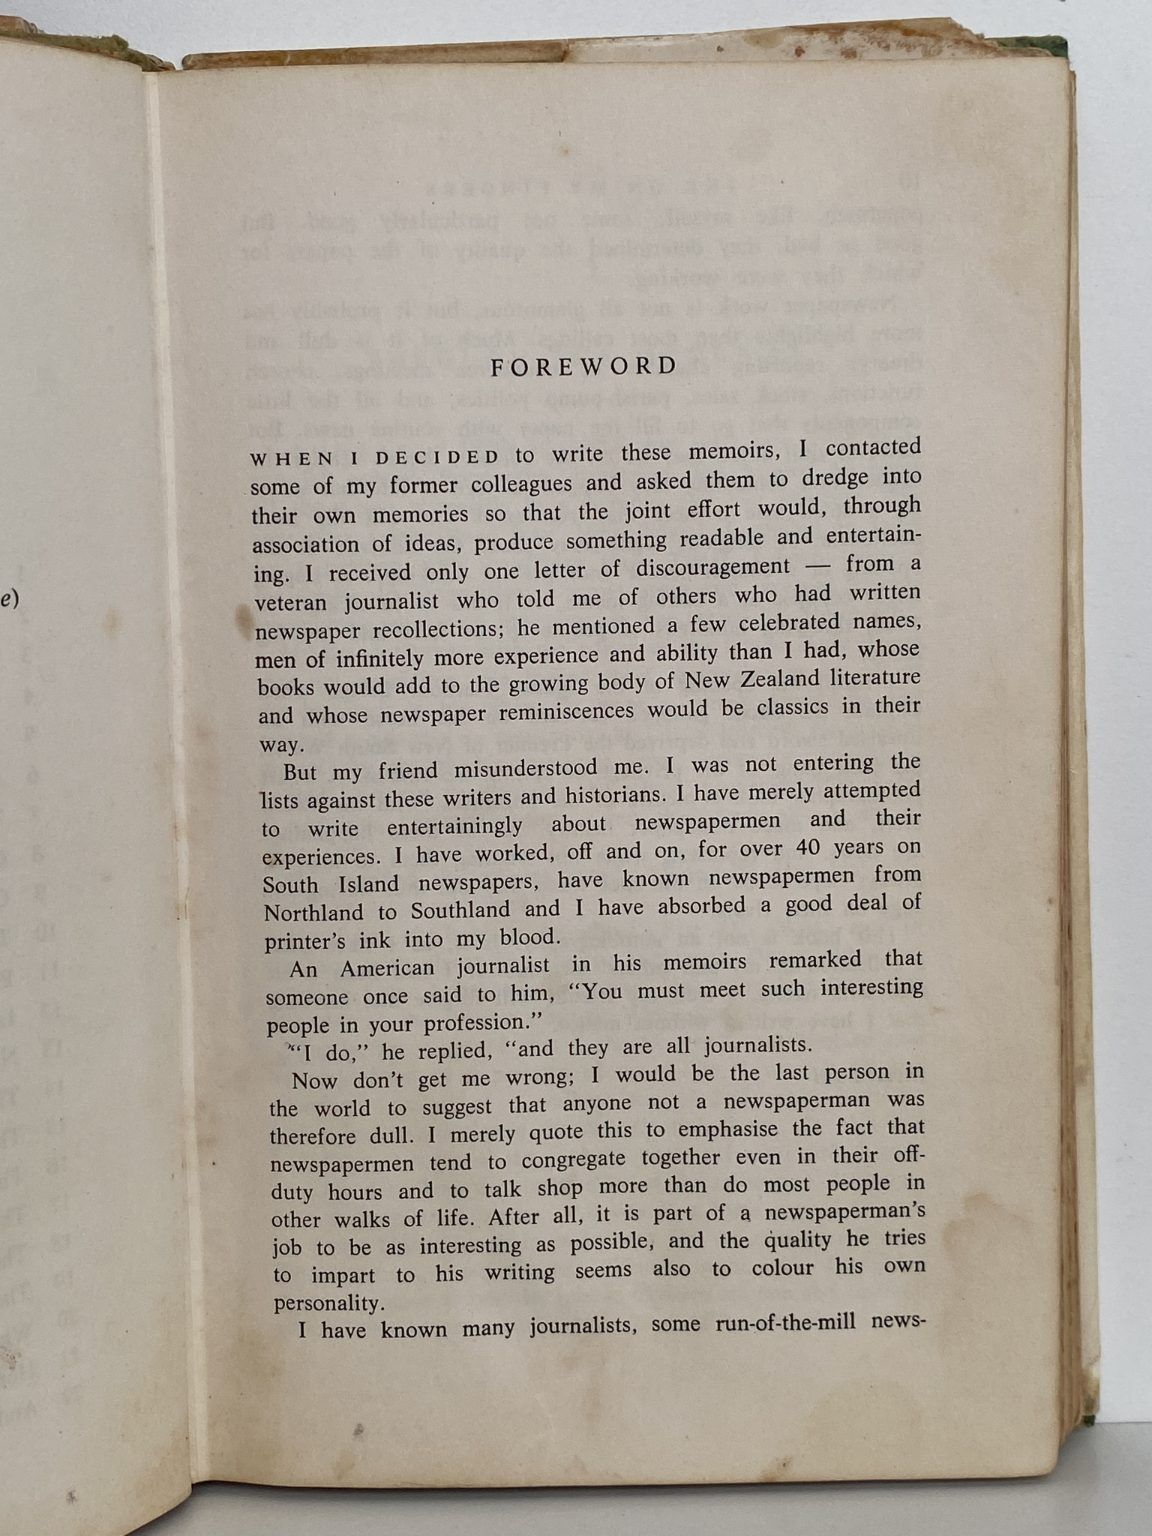 e)
FOREWORD
WHEN I DECIDED to write these memoirs, I contacted
some of my former colleagues and asked them to dredge into
their own memories so that the joint effort would, through
association of ideas, produce something readable and entertain-
ing. I received only one letter of discouragement — from a
veteran journalist who told me of others who had written
newspaper recollections; he mentioned a few celebrated names,
men of infinitely more experience and ability than I had, whose
books would add to the growing body of New Zealand literature
and whose newspaper reminiscences would be classics in their
way.
But my friend misunderstood me. I was not entering the
lists against these writers and historians. I have merely attempted
to write entertainingly about newspapermen and their
experiences. I have worked, off and on, for over 40 years on
South Island newspapers, have known newspapermen from
Northland to Southland and I have absorbed a good deal of
printer's ink into my blood.
An American journalist in his memoirs remarked that
someone once said to him, “You must meet such interesting
people in your profession.”
“I do,” he replied, “and they are all journalists.
Now don't get me wrong; I would be the last person in
the world to suggest that anyone not a newspaperman was
therefore dull. I merely quote this to emphasise the fact that
newspapermen tend to congregate together even in their off-
duty hours and to talk shop more than do most people in
other walks of life. After all, it is part of a newspaperman's
job to be as interesting as possible, and the quality he tries
to impart to his writing seems also to colour his own
personality.
I have known many journalists, some run-of-the-mill news-